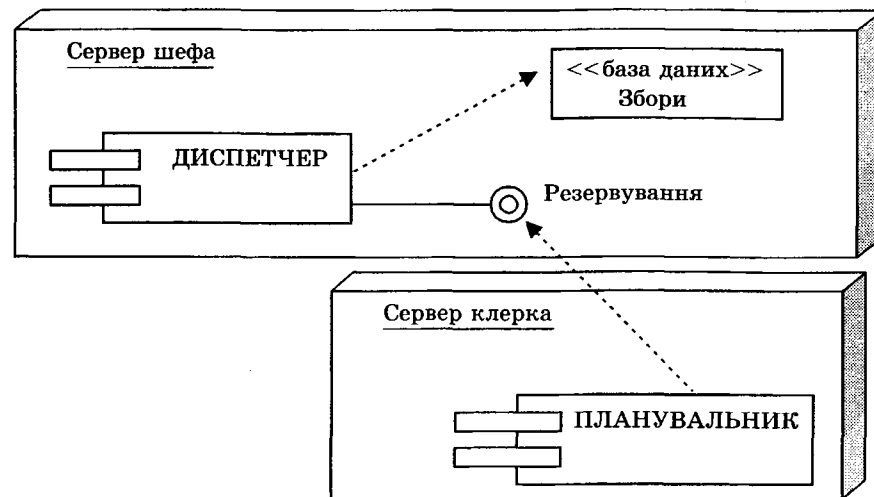 Сервер шефа
<<база даних>>
Збори
ДИСПЕТЧЕР
Резервування
Сервер клерка
ПЛАНУВАЛЬНИК